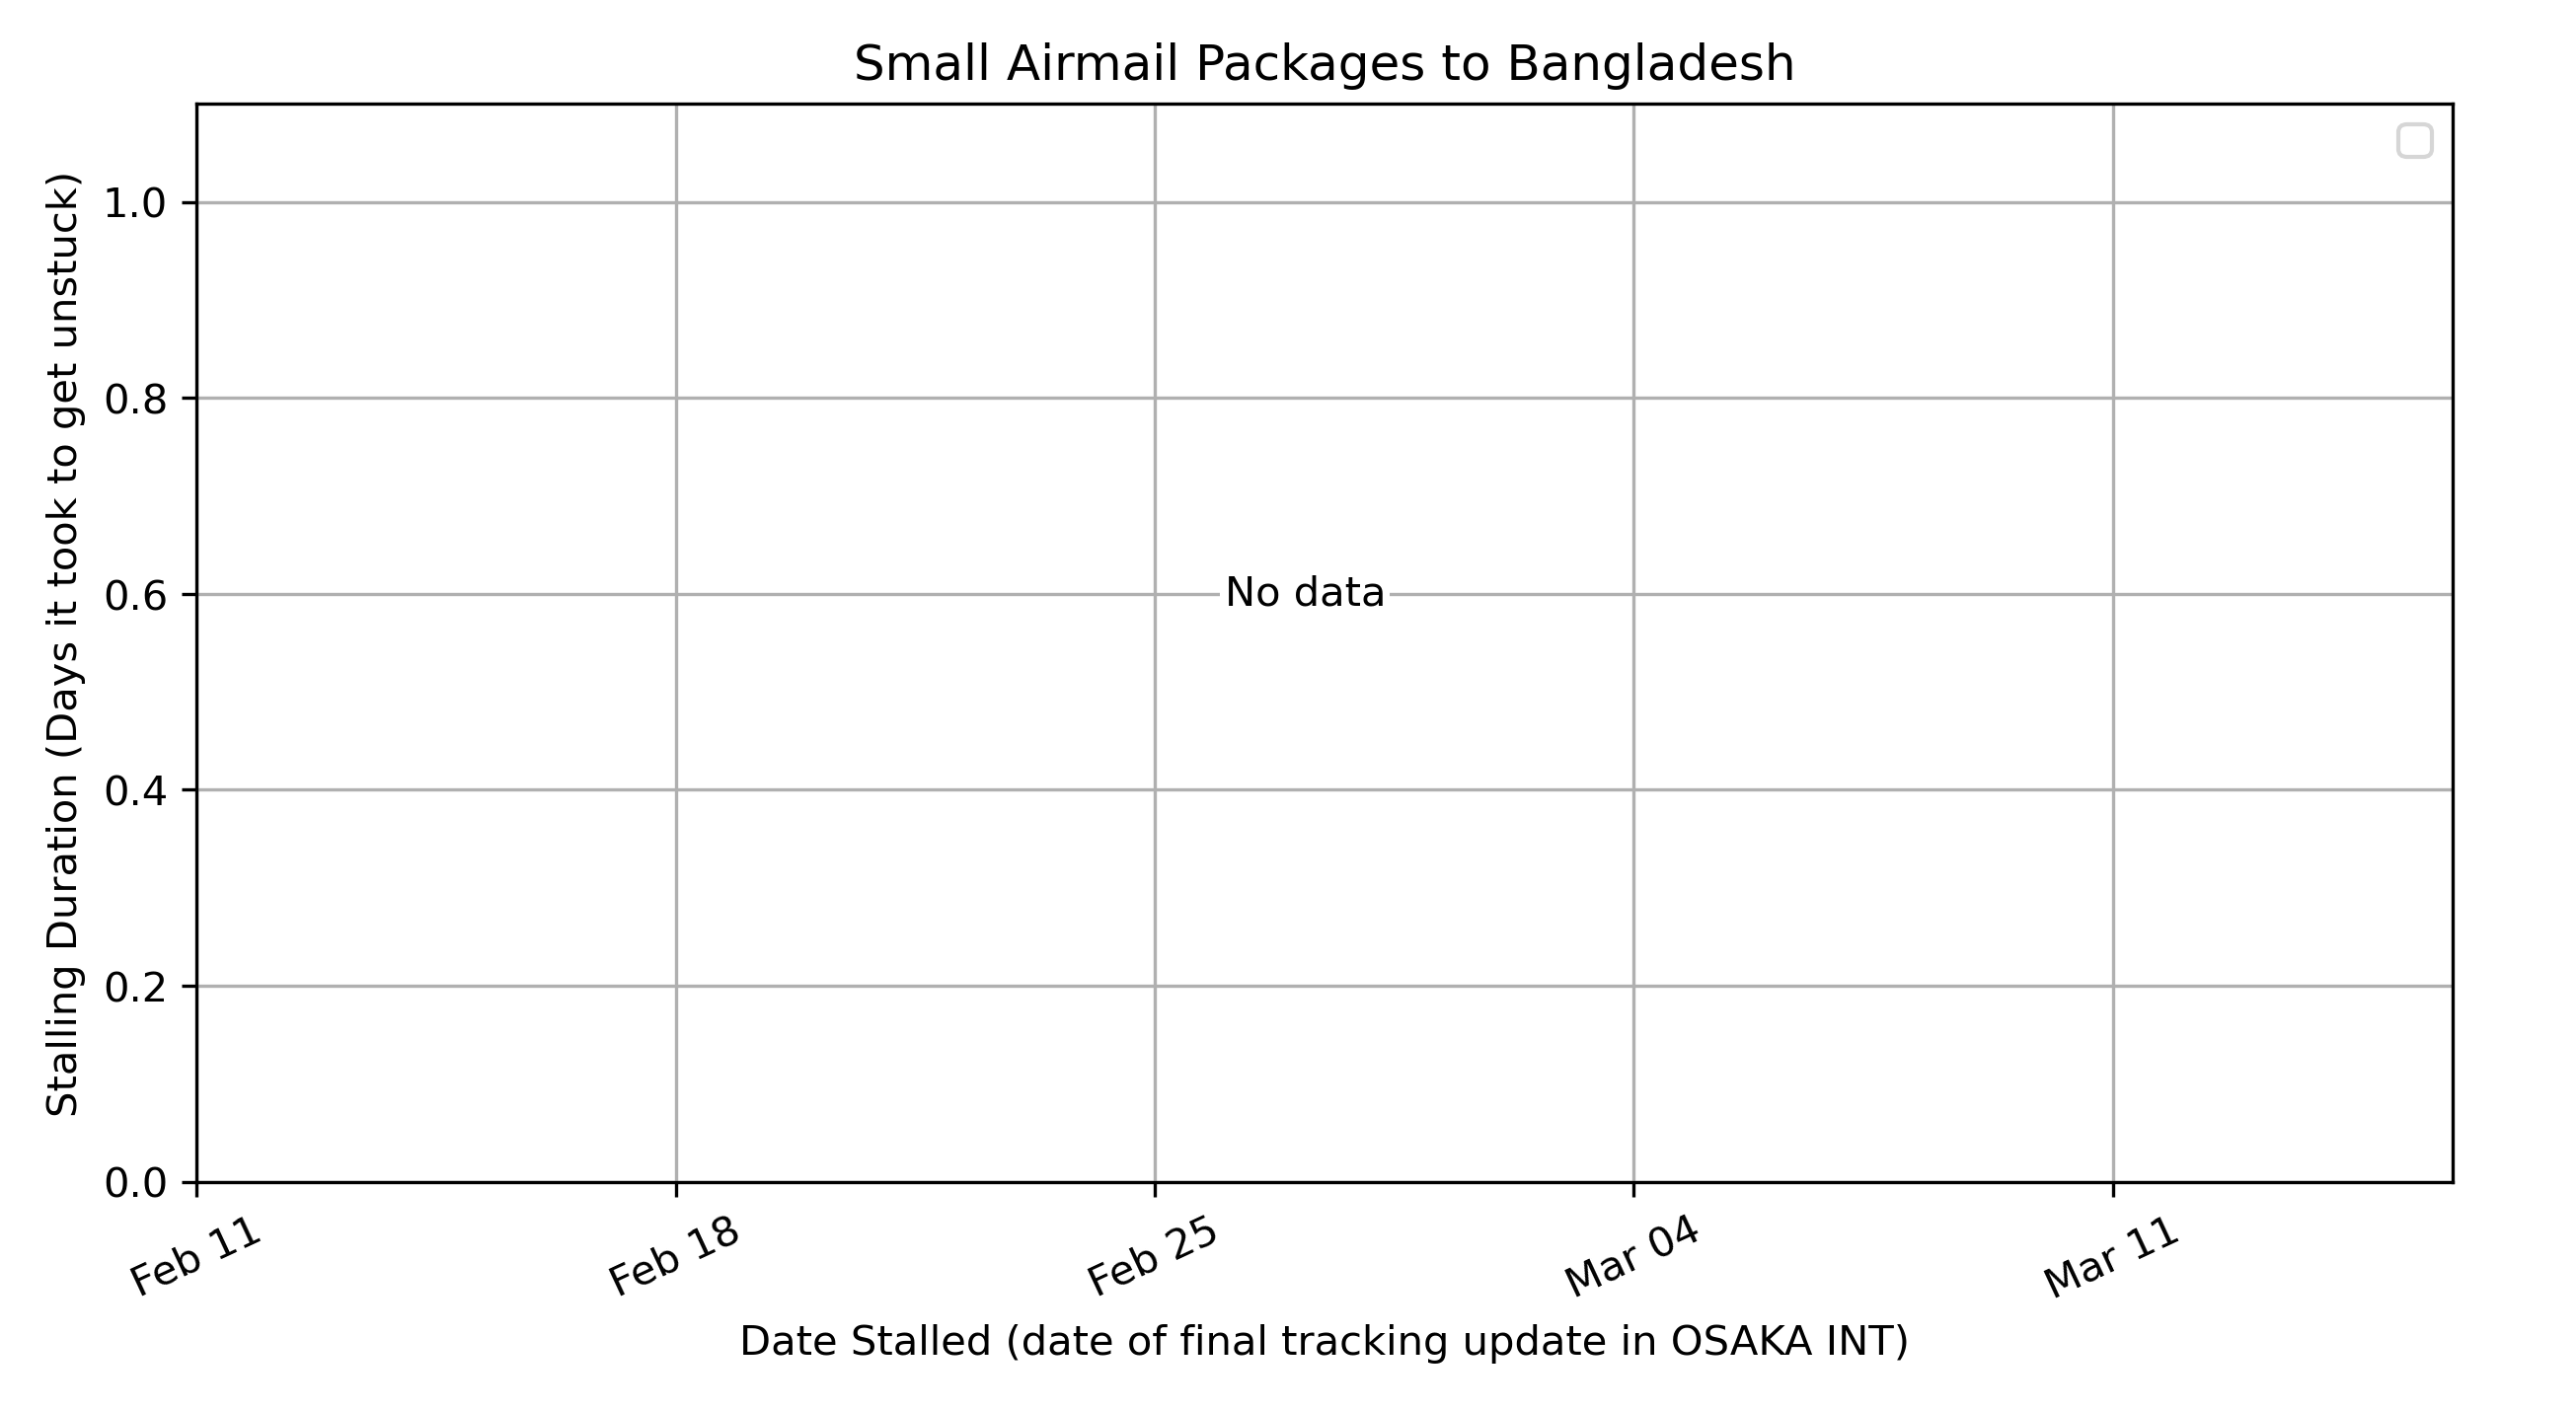 Small Airmail Packages to Bangladesh
Stalling Duration (Days it took to get unstuck)
1.0
0.8
0.6
0.4
0.2
0.0
No data
Feb 11
Feb 18
Feb 25
Mar 04
Mar 11
Date Stalled (date of final tracking update in OSAKA INT)